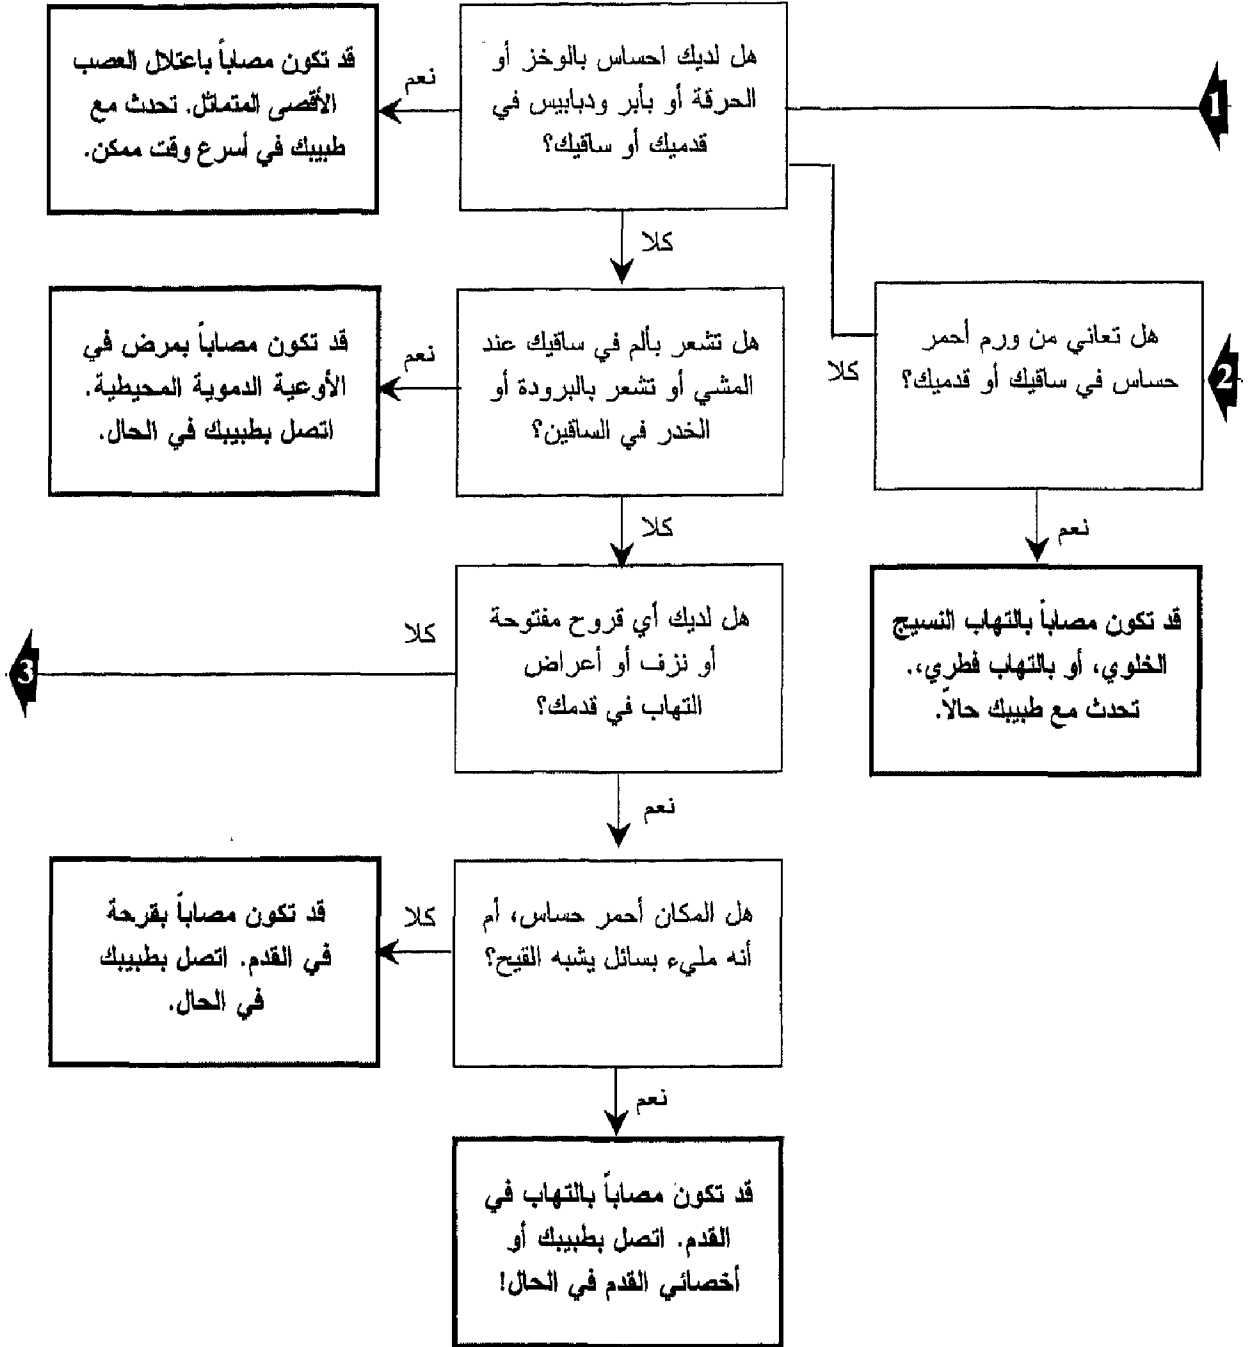 1
هل لديك احساس بالوخز أو
الحرقة أو بأبر ودبابيس في
قدميك أو ساقيك؟
نعم
قد تكون مصاباً باعتلال العصب
الأقصى المتماثل. تحدث مع
طبيبك في أسرع وقت ممكن.
كلا
2
هل تعاني من ورم أحمر
حساس في ساقيك أو قدميك؟
كلا
هل تشعر بألم في ساقيك عند
المشي أو تشعر بالبرودة أو
الخدر في الساقين؟
نعم
قد تكون مصاباً بمرض في
الأوعية الدموية المحيطية.
اتصل بطبيبك في الحال.
نعم
قد تكون مصاباً بالتهاب النسيج
الخلوي، أو بالتهاب فطري،.
تحدث مع طبيبك حالاً.
كلا
هل لديك أي قروح مفتوحة
أو نزف أو أعراض
التهاب في قدمك؟
كلا
3
نعم
هل المكان أحمر حساس، أم
أنه مليء بسائل يشبه القيح؟
كلا
قد تكون مصاباً بقرحة
في القدم. اتصل بطبيبك
في الحال.
نعم
قد تكون مصاباً بالتهاب في
القدم. اتصل بطبيبك أو
أخصائي القدم في الحال!